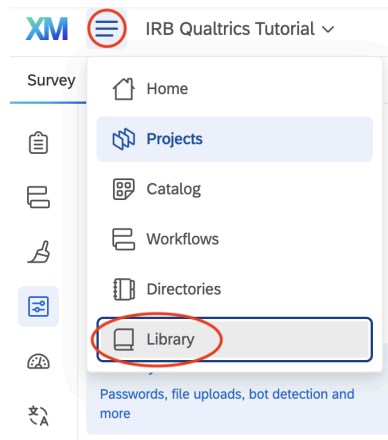 XM
IRB Qualtrics Tutorial
Survey
Home
Projects
Catalog
Workflows
Directories
Library
Passwords, file uploads, bot detection and
more